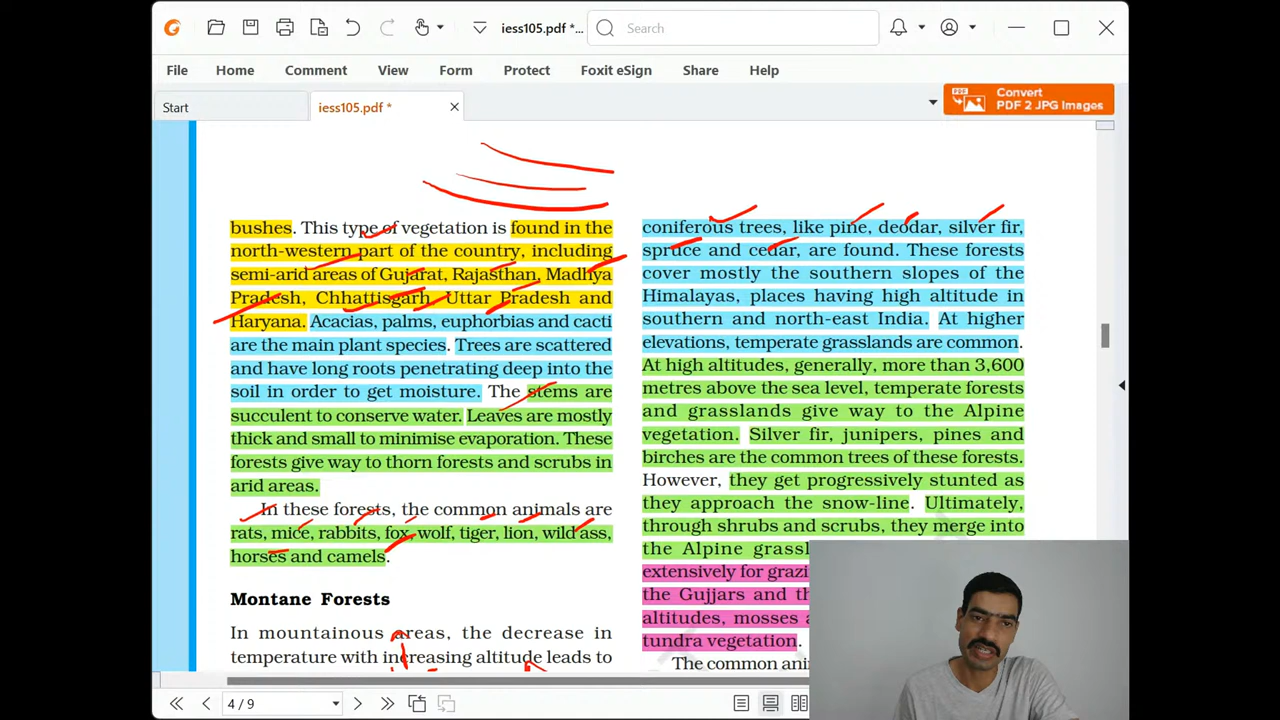 iess105.pdf *...
Search
File Home Comment View Form Protect Foxit eSign Share Help
Start
iess105.pdf *
Convert
PDF 2 JPG Images
bushes. This type of vegetation is found in the
north-western part of the country, including
semi-arid areas of Gujarat, Rajasthan, Madhya
Pradesh, Chhattisgarh, Uttar Pradesh and
Haryana. Acacias, palms, euphorbias and cacti
are the main plant species. Trees are scattered
and have long roots penetrating deep into the
soil in order to get moisture. The stems are
succulent to conserve water. Leaves are mostly
thick and small to minimise evaporation. These
forests give way to thorn forests and scrubs in
arid areas.
In these forests, the common animals are
rats, mice, rabbits, fox, wolf, tiger, lion, wild ass,
horses and camels.
Montane Forests
In mountainous areas, the decrease in
temperature with increasing altitude leads to
coniferous trees, like pine, deodar, silver fir,
spruce and cedar, are found. These forests
cover mostly the southern slopes of the
Himalayas, places having high altitude in
southern and north-east India. At higher
elevations, temperate grasslands are common.
At high altitudes, generally, more than 3,600
metres above the sea level, temperate forests
and grasslands give way to the Alpine
vegetation. Silver fir, junipers, pines and
birches are the common trees of these forests.
However, they get progressively stunted as
they approach the snow-line. Ultimately,
through shrubs and scrubs, they merge into
the Alpine
extensively for
the Gujjars and
altitudes, mosses
tundra vegetation.
The common
4 / 9